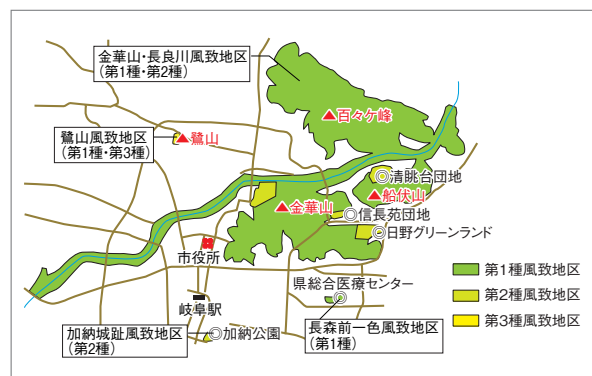 金華山・長良川風致地区
(第1種・第2種)
百々ケ峰
鷺山風致地区
(第1種・第3種)
鷺山
清眺台団地
船伏山
金華山
信長苑団地
日野グリーンランド
市役所
県総合医療センター
岐阜駅
加納城趾風致地区
(第2種)
加納公園
長森前一色風致地区
(第1種)
第1種風致地区
第2種風致地区
第3種風致地区